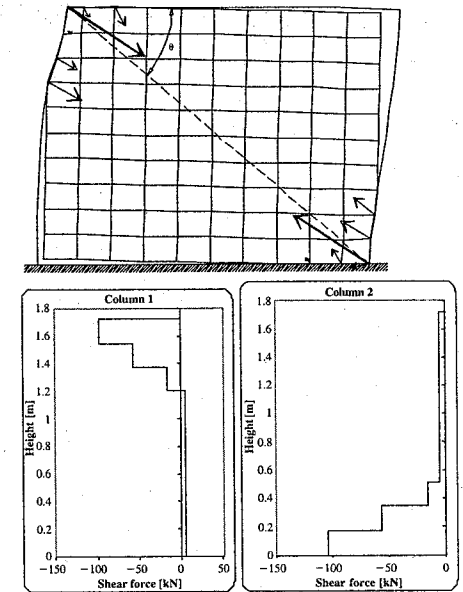 θ
Column 1
1.8
1.6
1.4
1.2
1
0.8
0.6
0.4
0.2
0
Height [m]
−150 −100 −50 0 50
Shear force [kN]
Column 2
1.8
1.6
1.4
1.2
1
0.8
0.6
0.4
0.2
0
Height [m]
−150 −100 −50 0
Shear force [kN]